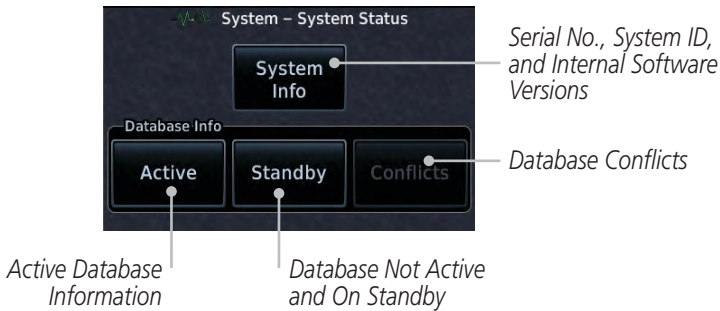 System – System Status
Serial No., System ID,
and Internal Software
Versions
System
Info
Database Info
Active
Standby
Conflicts
Database Conflicts
Active Database
Information
Database Not Active
and On Standby